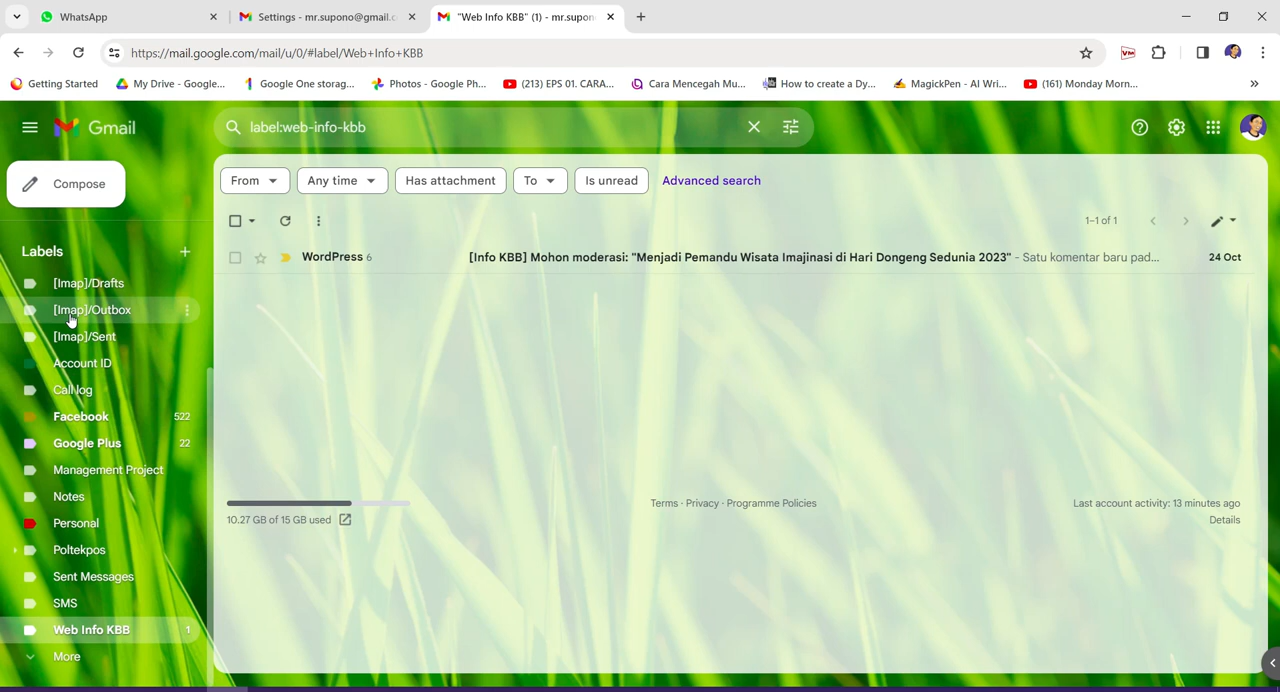 WhatsApp
Settings - mr.supono@gmail.c
"Web Info KBB" (1) - mr.supon
https://mail.google.com/mail/u/0/#label/Web+Info+KBB
VM
Getting Started
My Drive - Google...
Google One storag...
Photos - Google Ph...
(213) EPS 01. CARA...
Cara Mencegah Mu...
How to create a Dy...
MagickPen - AI Wri...
(161) Monday Morn...
Gmail
label:web-info-kbb
Compose
From
Any time
Has attachment
To
Is unread
Advanced search
1–1 of 1
Labels
WordPress 6 [Info KBB] Mohon moderasi: "Menjadi Pemandu Wisata Imajinasi di Hari Dongeng Sedunia 2023" - Satu komentar baru pad... 24 Oct
[Imap]/Drafts
[Imap]/Outbox
[Imap]/Sent
Account ID
Call log
Facebook 522
Google Plus 22
Management Project
Notes
Personal
Poltekpos
Sent Messages
SMS
Web Info KBB 1
More
10.27 GB of 15 GB used
Terms · Privacy · Programme Policies
Last account activity: 13 minutes ago
Details